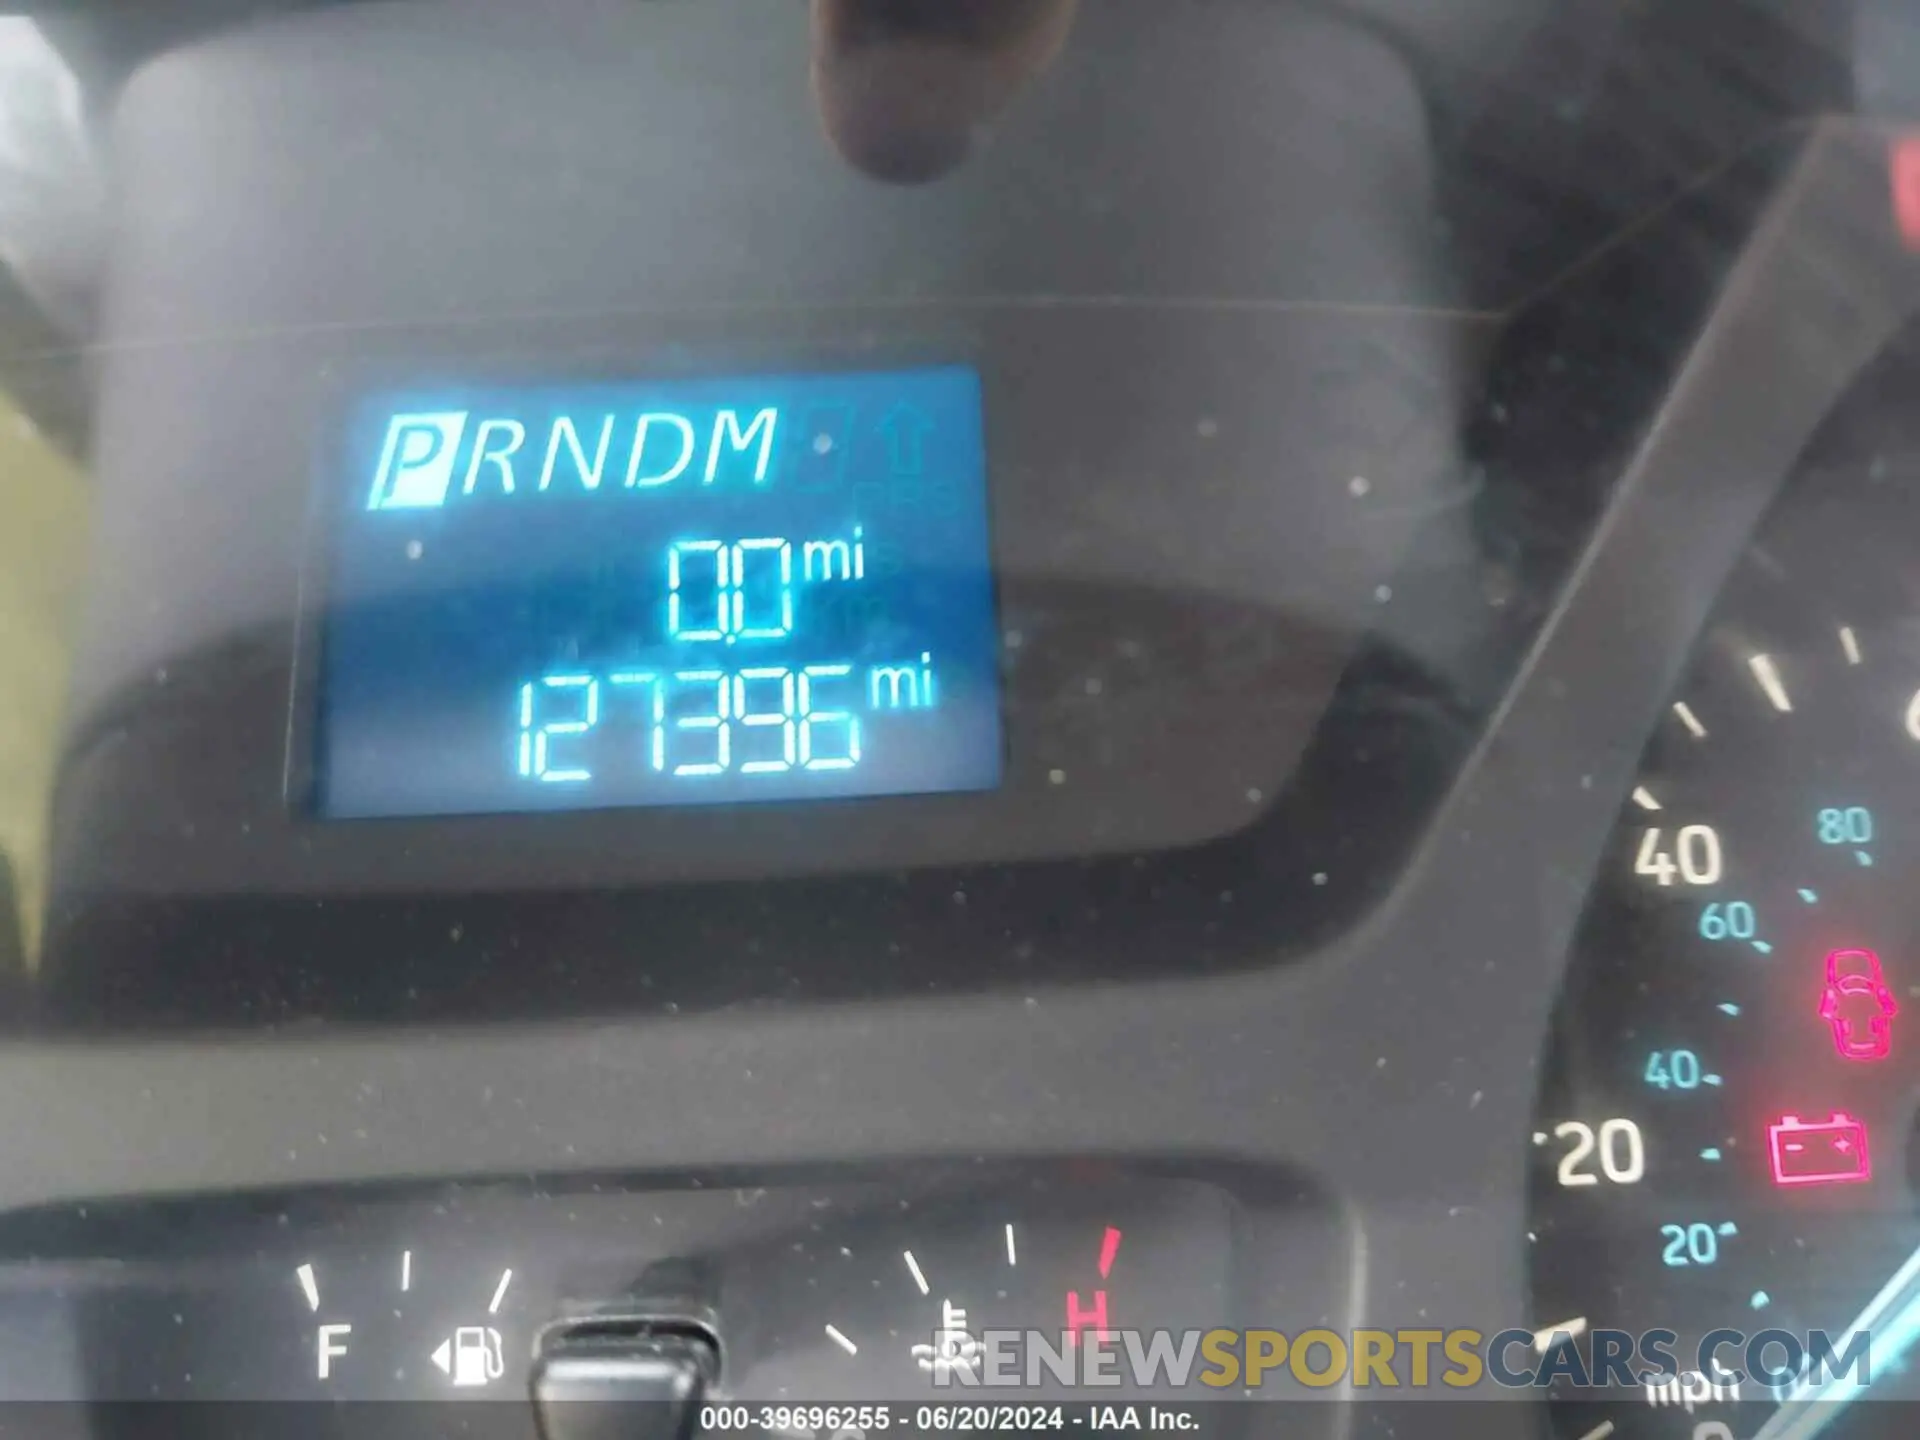 PRNDM
0.0 mi
127396 mi
80
40
60
40
20
20
F
H
mph
RENEWSPORTSCARS.COM
000-39696255 - 06/20/2024 - IAA Inc.